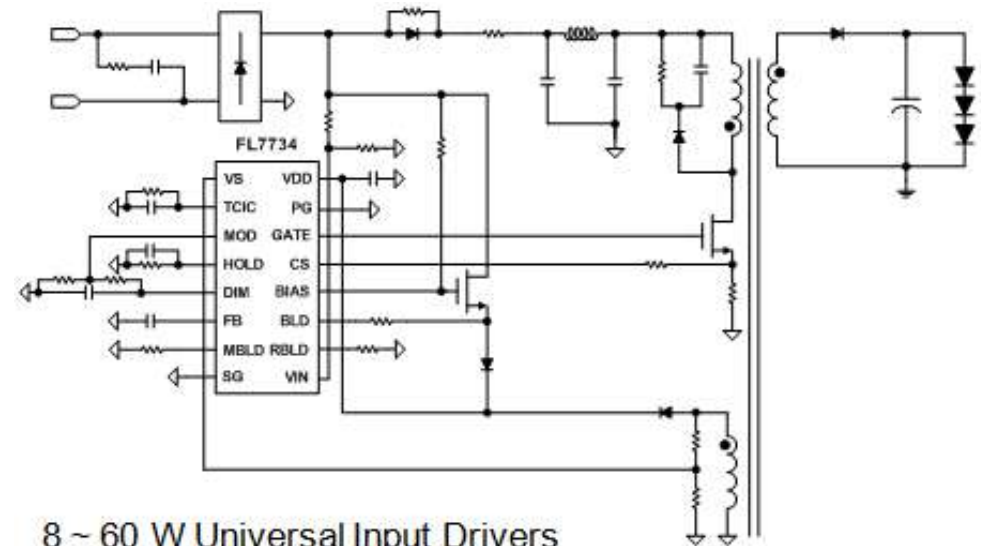 FL7734
VS VDD
TCIC PG
MOD GATE
HOLD CS
DIM BIAS
FB BLD
MBLD RBLD
SG VIN
8 ~ 60 W Universal Input Drivers